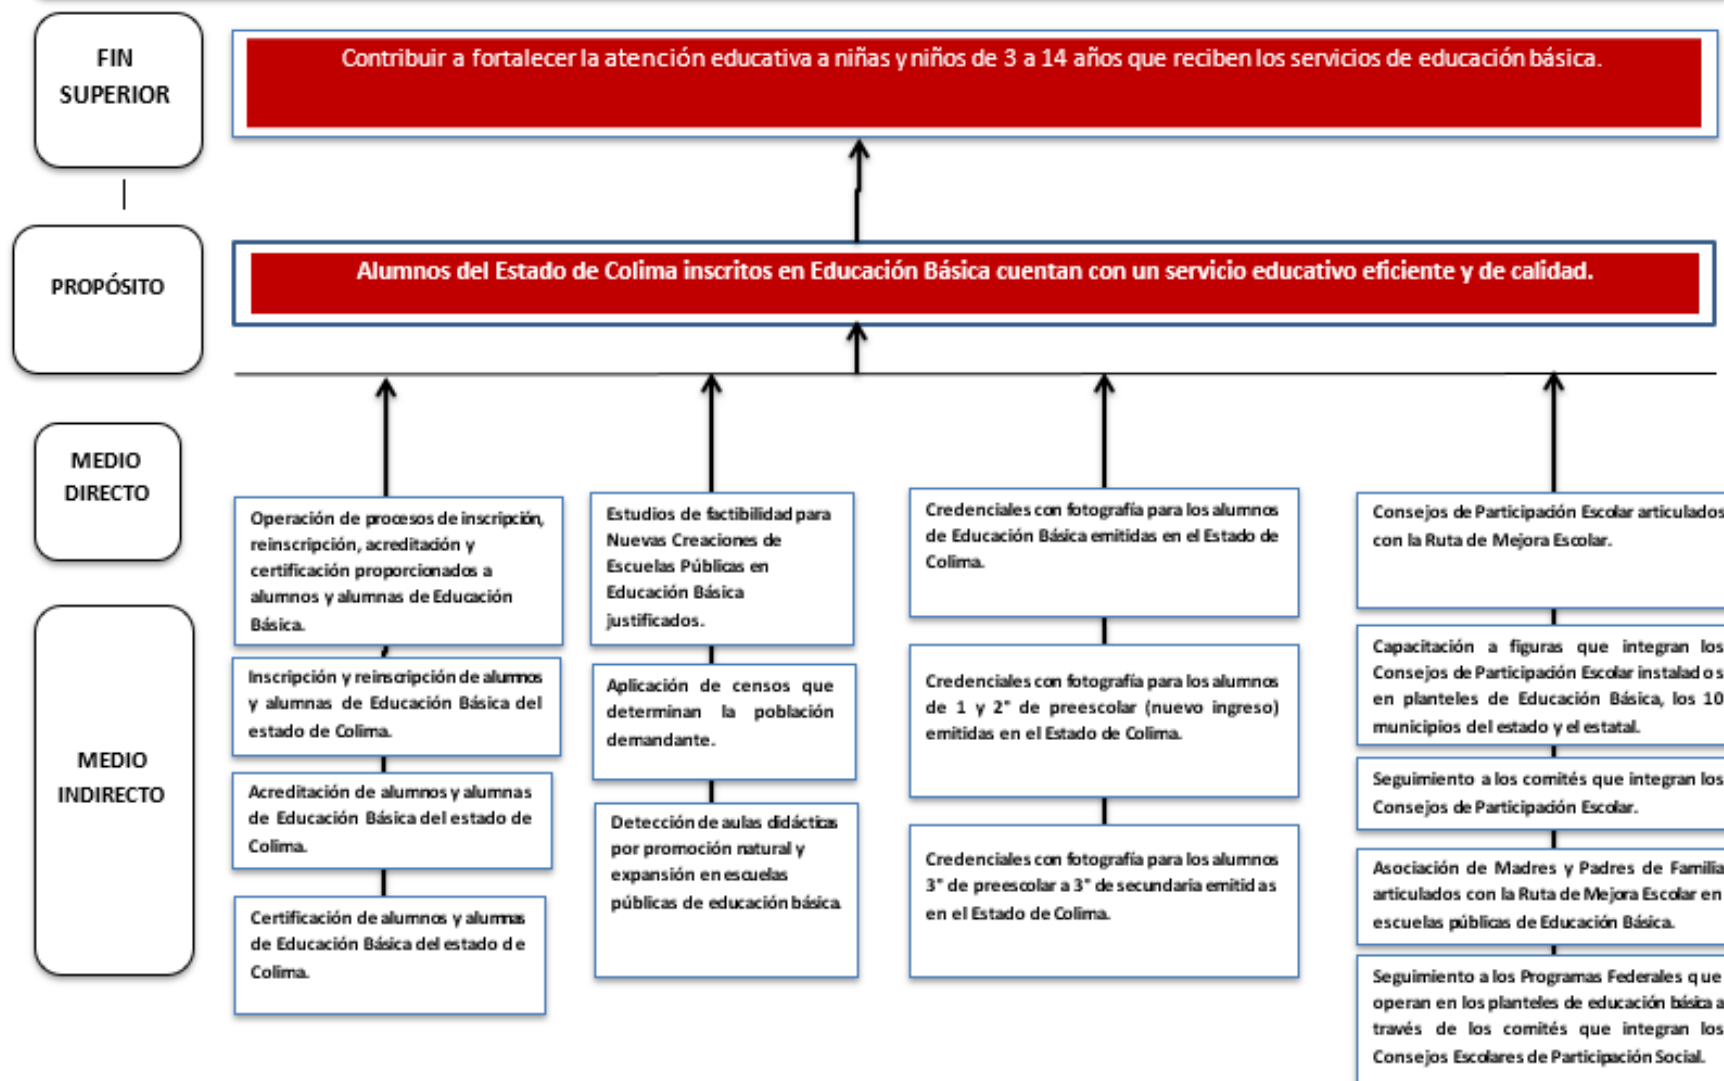 FIN
SUPERIOR
Contribuir a fortalecer la atención educativa a niñas y niños de 3 a 14 años que reciben los servicios de educación básica.
PROPÓSITO
Alumnos del Estado de Colima inscritos en Educación Básica cuentan con un servicio educativo eficiente y de calidad.
MEDIO
DIRECTO
Operación de procesos de inscripción,
reinscripción, acreditación y
certificación proporcionados a
alumnos y alumnas de Educación
Básica.
Estudios de factibilidad para
Nuevas Creaciones de
Escuelas Públicas en
Educación Básica
justificados.
Credenciales con fotografía para los alumnos
de Educación Básica emitidas en el Estado de
Colima.
Consejos de Participación Escolar articulados
con la Ruta de Mejora Escolar.
MEDIO
INDIRECTO
Inscripción y reinscripción de alumnos
y alumnas de Educación Básica del
estado de Colima.
Acreditación de alumnos y alumnas
de Educación Básica del estado de
Colima.
Certificación de alumnos y alumnas
de Educación Básica del estado de
Colima.
Aplicación de censos que
determinan la población
demandante.
Detección de aulas didácticas
por promoción natural y
expansión en escuelas
públicas de educación básica.
Credenciales con fotografía para los alumnos
de 1 y 2° de preescolar (nuevo ingreso)
emitidas en el Estado de Colima.
Credenciales con fotografía para los alumnos
3° de preescolar a 3° de secundaria emitidas
en el Estado de Colima.
Capacitación a figuras que integran los
Consejos de Participación Escolar instalados
en planteles de Educación Básica, los 10
municipios del estado y el estatal.
Seguimiento a los comités que integran los
Consejos de Participación Escolar.
Asociación de Madres y Padres de Familia
articulados con la Ruta de Mejora Escolar en
escuelas públicas de Educación Básica.
Seguimiento a los Programas Federales que
operan en los planteles de educación básica a
través de los comités que integran los
Consejos Escolares de Participación Social.